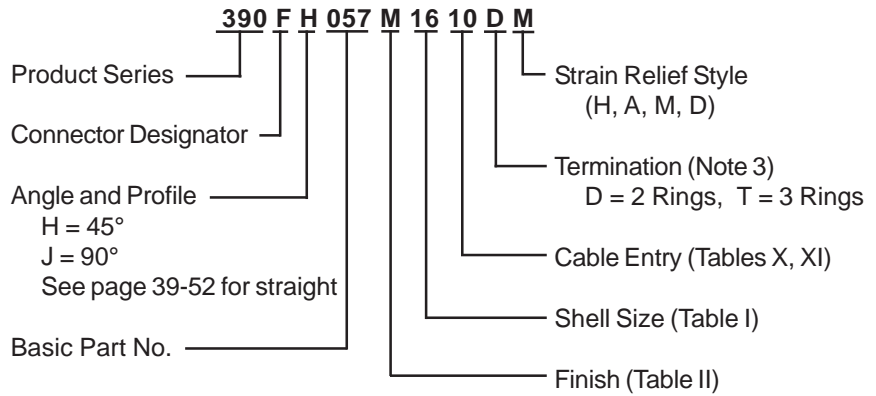 390 F H 057 M 16 10 D M
Product Series
Connector Designator
Angle and Profile
H = 45°
J = 90°
See page 39-52 for straight
Basic Part No.
Strain Relief Style
(H, A, M, D)
Termination (Note 3)
D = 2 Rings, T = 3 Rings
Cable Entry (Tables X, XI)
Shell Size (Table I)
Finish (Table II)